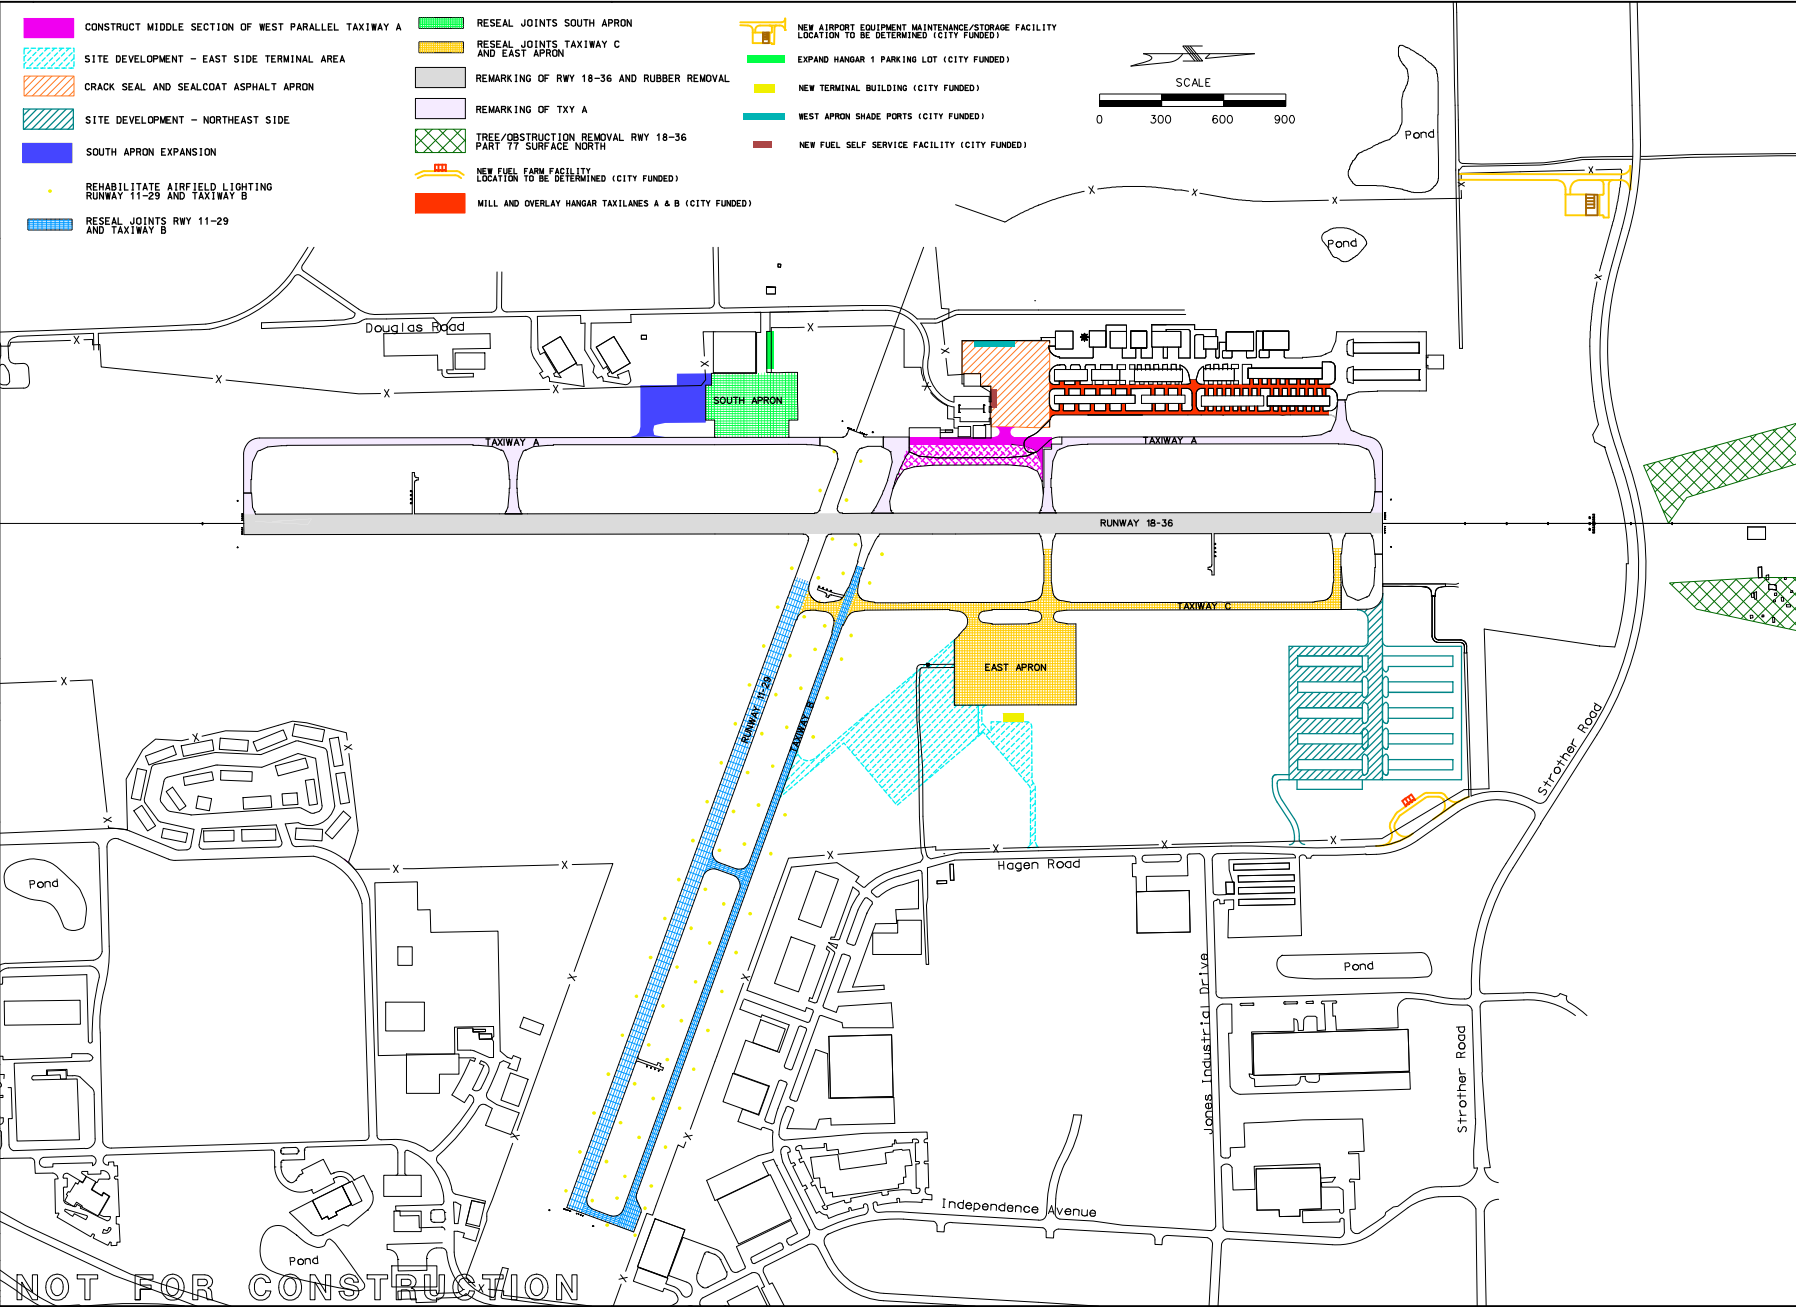 CONSTRUCT MIDDLE SECTION OF WEST PARALLEL TAXIWAY A
SITE DEVELOPMENT - EAST SIDE TERMINAL AREA
CRACK SEAL AND SEALCOAT ASPHALT APRON
SITE DEVELOPMENT - NORTHEAST SIDE
SOUTH APRON EXPANSION
REHABILITATE AIRFIELD LIGHTING
RUNWAY 11-29 AND TAXIWAY B
RESEAL JOINTS RWY 11-29
AND TAXIWAY B
RESEAL JOINTS SOUTH APRON
RESEAL JOINTS TAXIWAY C
AND EAST APRON
REMARKING OF RWY 18-36 AND RUBBER REMOVAL
REMARKING OF TXY A
TREE/OBSTRUCTION REMOVAL RWY 18-36
PART 77 SURFACE NORTH
NEW FUEL FARM FACILITY
LOCATION TO BE DETERMINED (CITY FUNDED)
MILL AND OVERLAY HANGAR TAXILANES A & B (CITY FUNDED)
NEW AIRPORT EQUIPMENT MAINTENANCE/STORAGE FACILITY
LOCATION TO BE DETERMINED (CITY FUNDED)
EXPAND HANGAR 1 PARKING LOT (CITY FUNDED)
NEW TERMINAL BUILDING (CITY FUNDED)
WEST APRON SHADE PORTS (CITY FUNDED)
NEW FUEL SELF SERVICE FACILITY (CITY FUNDED)
SCALE
0 300 600 900
Pond
Pond
Douglas Road
SOUTH APRON
TAXIWAY A
TAXIWAY A
RUNWAY 18-36
TAXIWAY C
EAST APRON
RUNWAY 11-29
TAXIWAY B
Strother Road
Hagen Road
Pond
Pond
Jones Industrial Drive
Strother Road
Independence Avenue
Pond
NOT FOR CONSTRUCTION